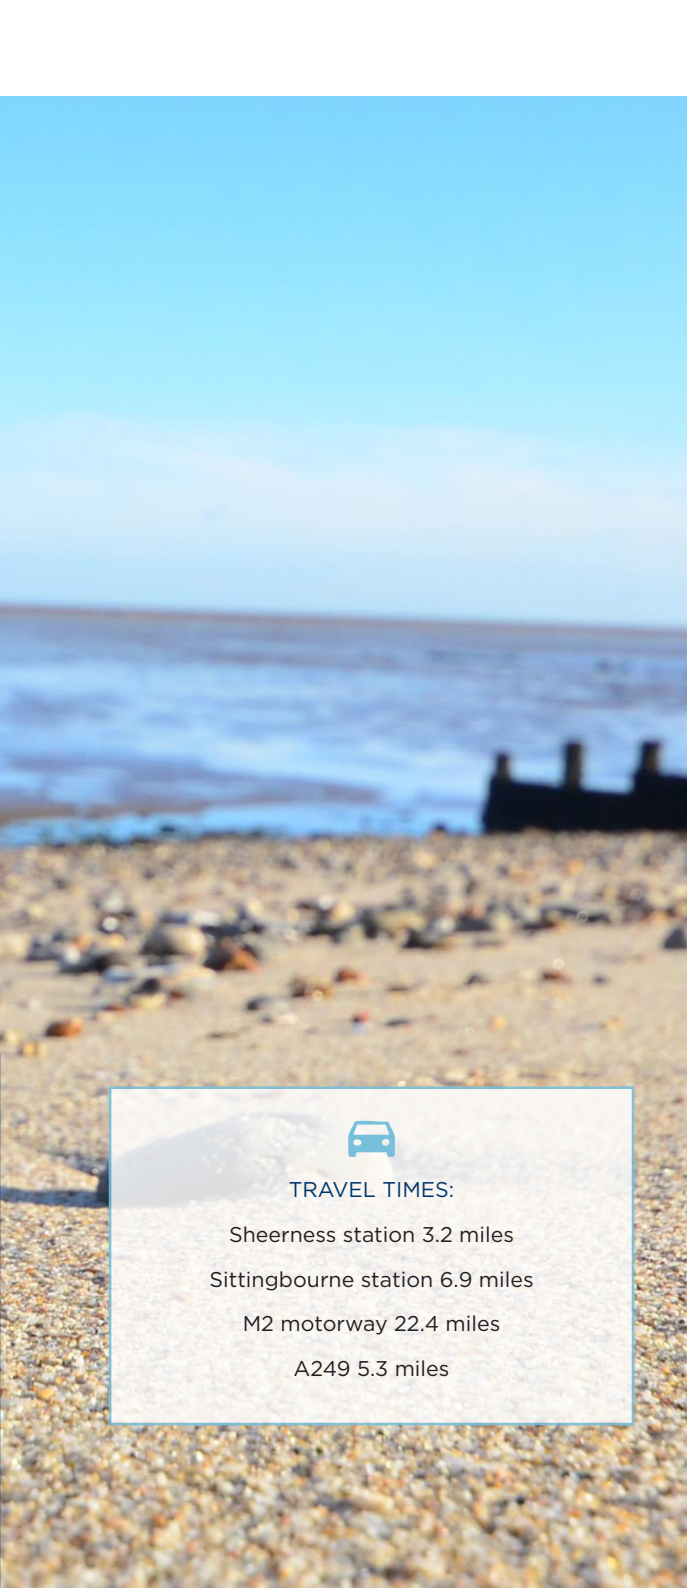 TRAVEL TIMES:
Sheerness station 3.2 miles
Sittingbourne station 6.9 miles
M2 motorway 22.4 miles
A249 5.3 miles